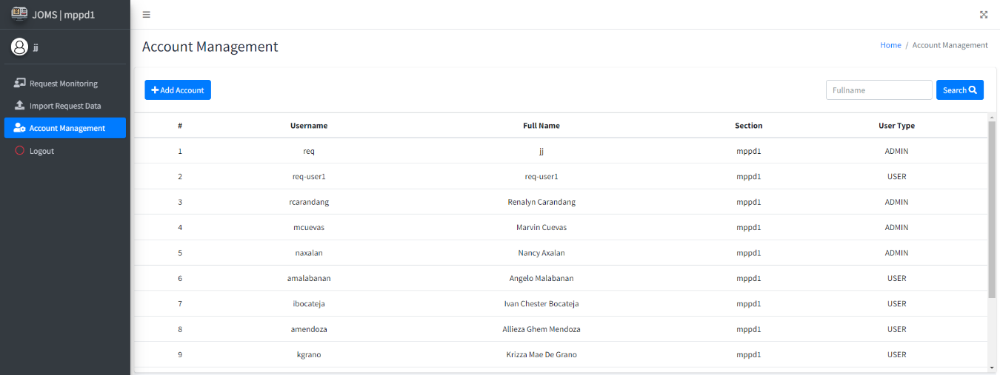 JOMS | mppd1
jj
Request Monitoring
Import Request Data
Account Management
Logout
Account Management
Home / Account Management
Add Account
Fullname
Search
# Username Full Name Section User Type
1 req jj mppd1 ADMIN
2 req-user1 req-user1 mppd1 USER
3 rcarandang Renalyn Carandang mppd1 ADMIN
4 mcuevas Marvin Cuevas mppd1 ADMIN
5 naxalan Nancy Axalan mppd1 ADMIN
6 amalabanan Angelo Malabanan mppd1 USER
7 ibocateja Ivan Chester Bocateja mppd1 USER
8 amendoza Allieza Ghem Mendoza mppd1 USER
9 kgrano Krizza Mae De Grano mppd1 USER